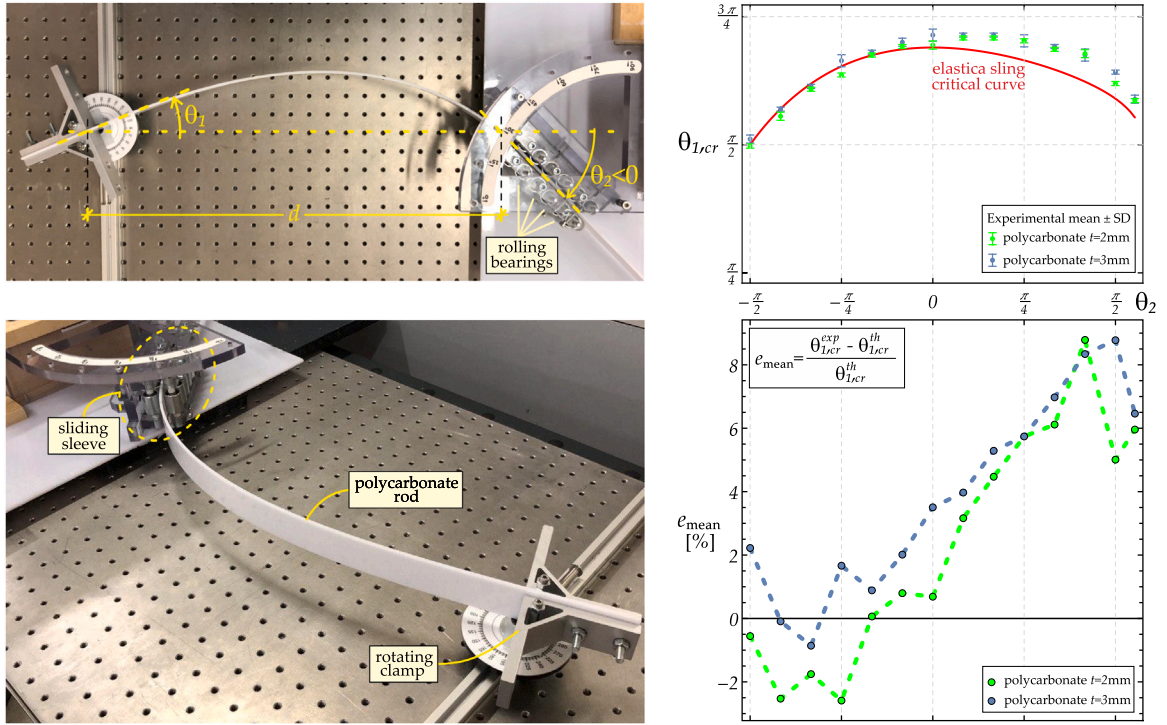 θ1
d
θ2<0
rolling
bearings
sliding
sleeve
polycarbonate
rod
rotating
clamp
3π/4
θ1,cr
π/2
π/4
elastica sling
critical curve
Experimental mean ± SD
polycarbonate t=2mm
polycarbonate t=3mm
−π/2
−π/4
0
π/4
π/2
θ2
emean=(θ1,cr^exp - θ1,cr^th)/θ1,cr^th
8
6
4
2
0
−2
emean
[%]
polycarbonate t=2mm
polycarbonate t=3mm